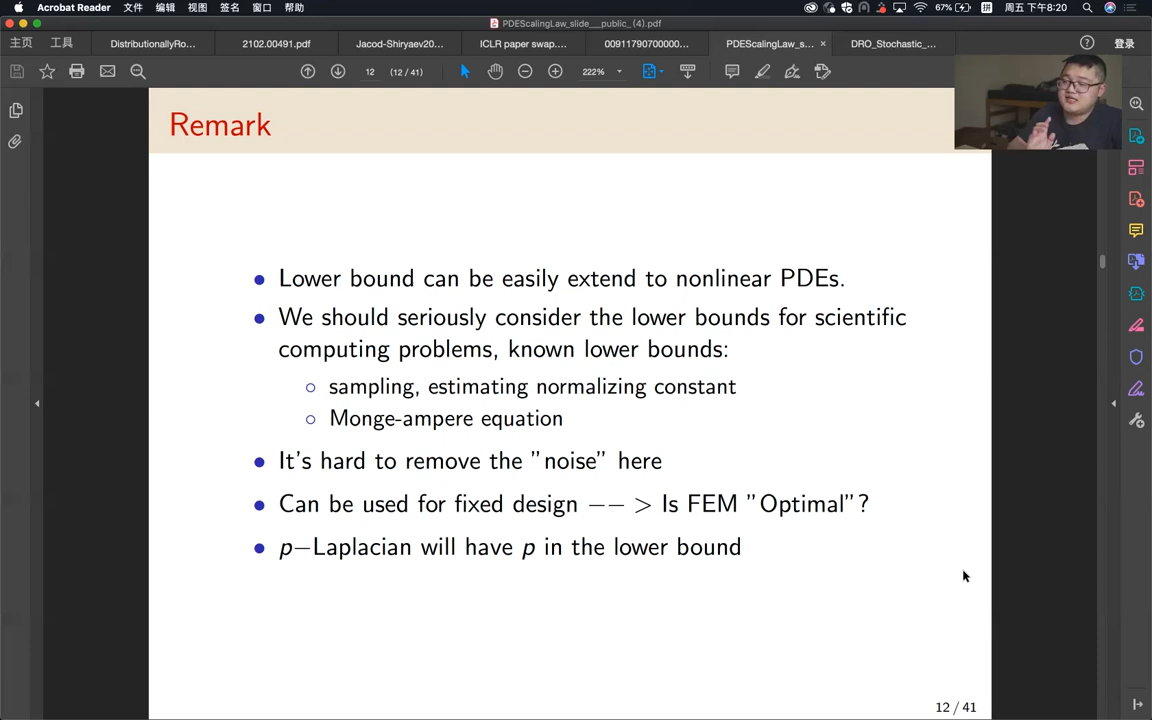 Acrobat Reader 文件 编辑 视图 签名 窗口 帮助 67% 拼 周五 下午8:20
PDEScalingLaw_slide__public_ (4).pdf
主页 工具 DistributionallyRo... 2102.00491.pdf Jacod-Shiryaev20... ICLR paper swap.... 00911790700000... PDEScalingLaw_s... × DRO_Stochastic_... 登录
12 (12 / 41) 222%
Remark
Lower bound can be easily extend to nonlinear PDEs.
We should seriously consider the lower bounds for scientific
computing problems, known lower bounds:
sampling, estimating normalizing constant
Monge-ampere equation
It's hard to remove the "noise" here
Can be used for fixed design −− > Is FEM "Optimal"?
p−Laplacian will have p in the lower bound
12 / 41